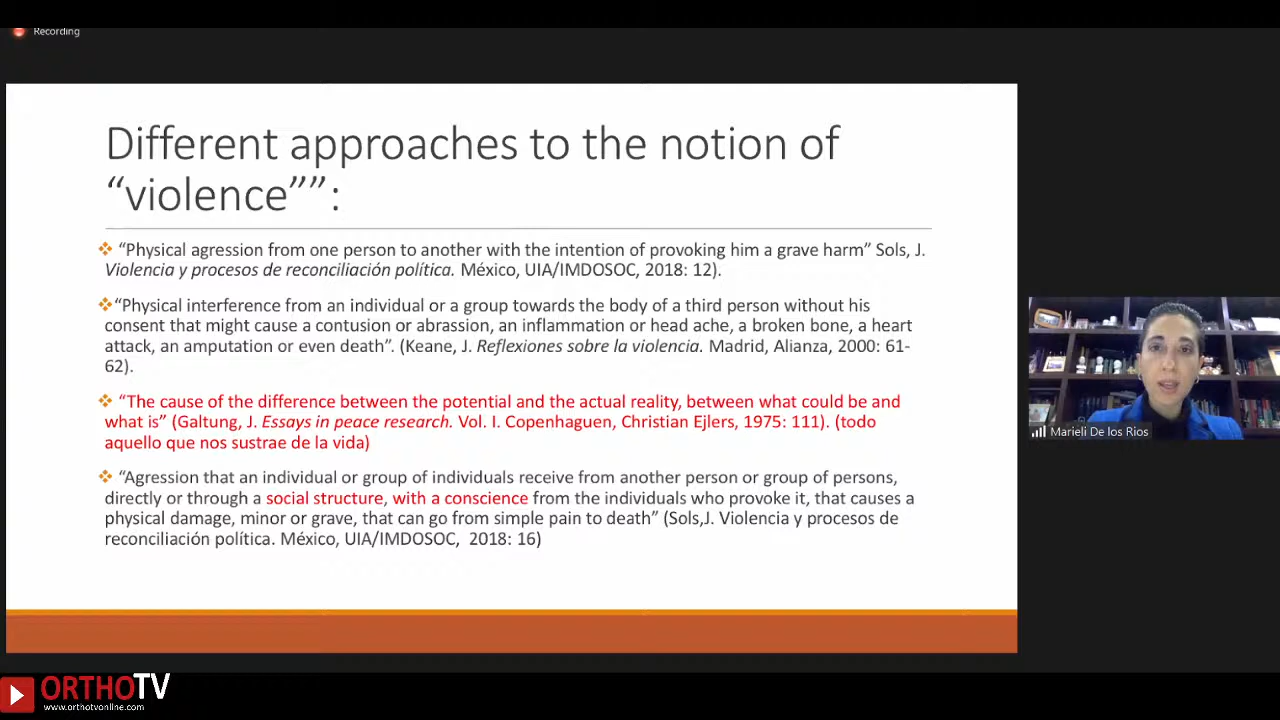 Recording
Different approaches to the notion of
“violence””:
“Physical agression from one person to another with the intention of provoking him a grave harm” Sols, J.
Violencia y procesos de reconciliación política. México, UIA/IMDOSOC, 2018: 12).
“Physical interference from an individual or a group towards the body of a third person without his
consent that might cause a contusion or abrassion, an inflammation or head ache, a broken bone, a heart
attack, an amputation or even death”. (Keane, J. Reflexiones sobre la violencia. Madrid, Alianza, 2000: 61-
62).
“The cause of the difference between the potential and the actual reality, between what could be and
what is” (Galtung, J. Essays in peace research. Vol. I. Copenhaguen, Christian Ejlers, 1975: 111). (todo
aquello que nos sustrae de la vida)
“Agression that an individual or group of individuals receive from another person or group of persons,
directly or through a social structure, with a conscience from the individuals who provoke it, that causes a
physical damage, minor or grave, that can go from simple pain to death” (Sols,J. Violencia y procesos de
reconciliación política. México, UIA/IMDOSOC, 2018: 16)
Marieli De los Rios
ORTHOTV
www.orthotvonline.com